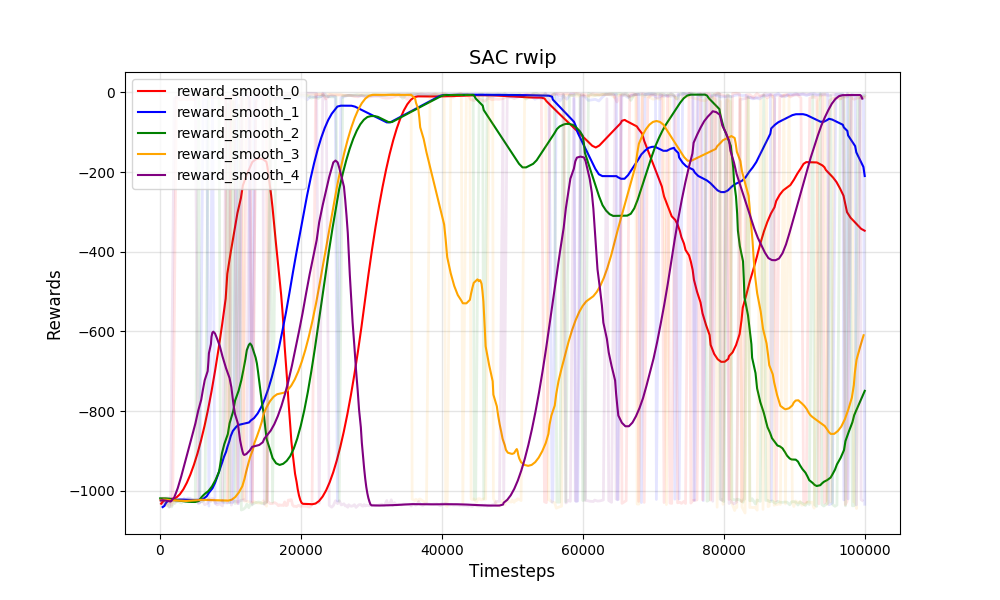 SAC rwip
reward_smooth_0
reward_smooth_1
reward_smooth_2
reward_smooth_3
reward_smooth_4
0
−200
−400
−600
−800
−1000
Rewards
0 20000 40000 60000 80000 100000
Timesteps